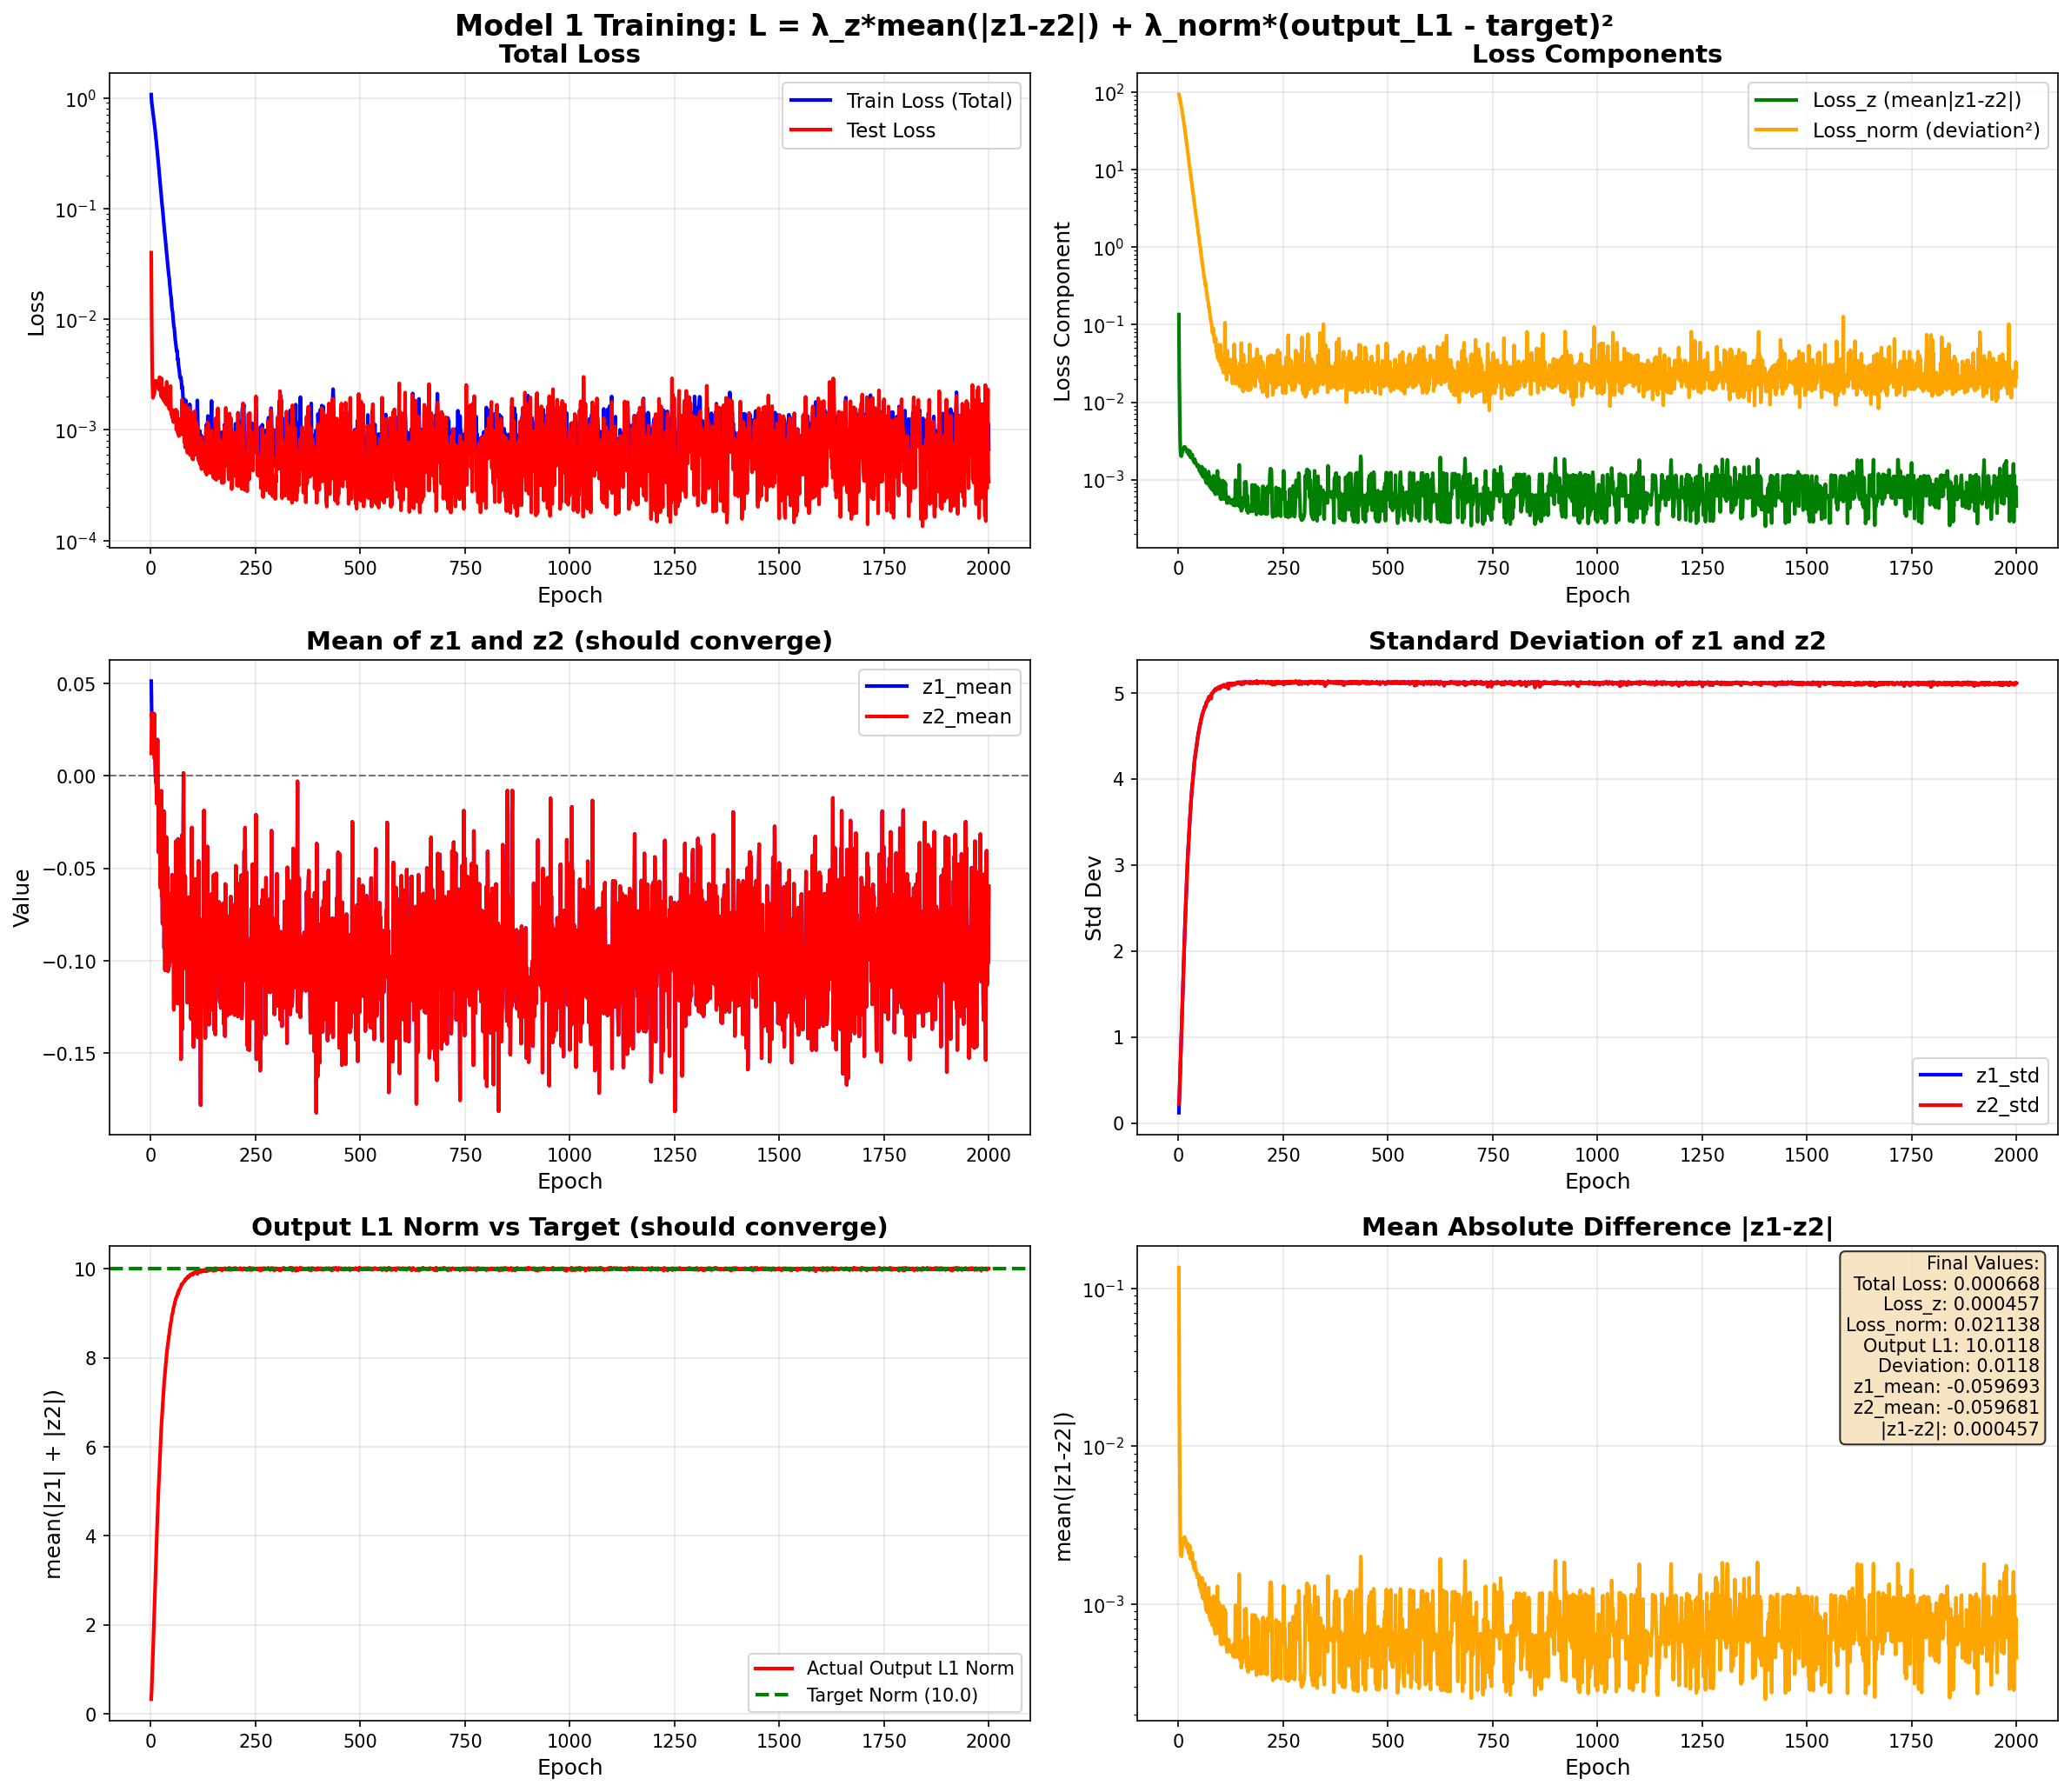 Model 1 Training: L = λ_z*mean(|z1-z2|) + λ_norm*(output_L1 - target)²
Total Loss
Train Loss (Total)
Test Loss
Loss
10⁰
10⁻¹
10⁻²
10⁻³
10⁻⁴
0 250 500 750 1000 1250 1500 1750 2000
Epoch
Loss Components
Loss_z (mean|z1-z2|)
Loss_norm (deviation²)
Loss Component
10²
10¹
10⁰
10⁻¹
10⁻²
10⁻³
0 250 500 750 1000 1250 1500 1750 2000
Epoch
Mean of z1 and z2 (should converge)
z1_mean
z2_mean
Value
0.05
0.00
−0.05
−0.10
−0.15
0 250 500 750 1000 1250 1500 1750 2000
Epoch
Standard Deviation of z1 and z2
Std Dev
5
4
3
2
1
0
z1_std
z2_std
0 250 500 750 1000 1250 1500 1750 2000
Epoch
Output L1 Norm vs Target (should converge)
mean(|z1| + |z2|)
10
8
6
4
2
0
Actual Output L1 Norm
Target Norm (10.0)
0 250 500 750 1000 1250 1500 1750 2000
Epoch
Mean Absolute Difference |z1-z2|
mean(|z1-z2|)
10⁻¹
10⁻²
10⁻³
Final Values:
Total Loss: 0.000668
Loss_z: 0.000457
Loss_norm: 0.021138
Output L1: 10.0118
Deviation: 0.0118
z1_mean: -0.059693
z2_mean: -0.059681
|z1-z2|: 0.000457
0 250 500 750 1000 1250 1500 1750 2000
Epoch